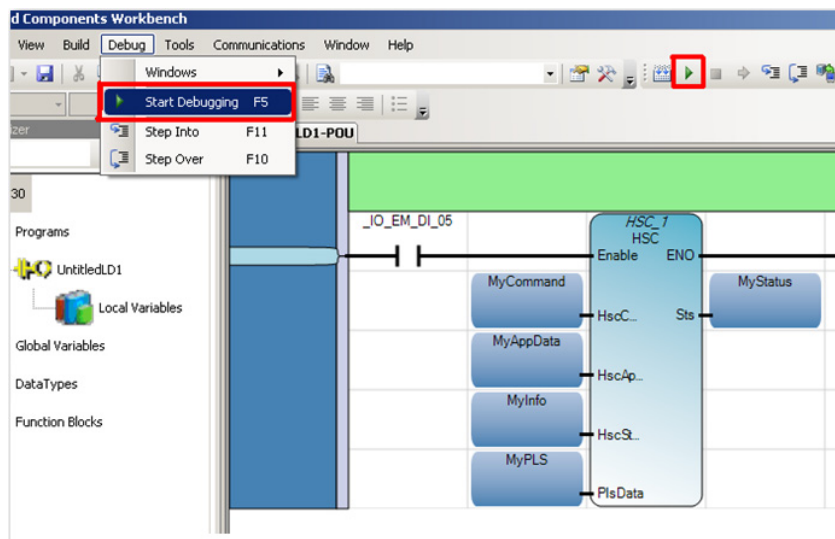 d Components Workbench
View Build Debug Tools Communications Window Help
Windows
Start Debugging F5
Step Into F11
Step Over F10
zer
LD1-POU
30
Programs
UntitledLD1
Local Variables
Global Variables
DataTypes
Function Blocks
_IO_EM_DI_05
HSC_1
HSC
Enable ENO
MyCommand
HscC...
Sts
MyStatus
MyAppData
HscAp...
MyInfo
HscSt...
MyPLS
PlsData